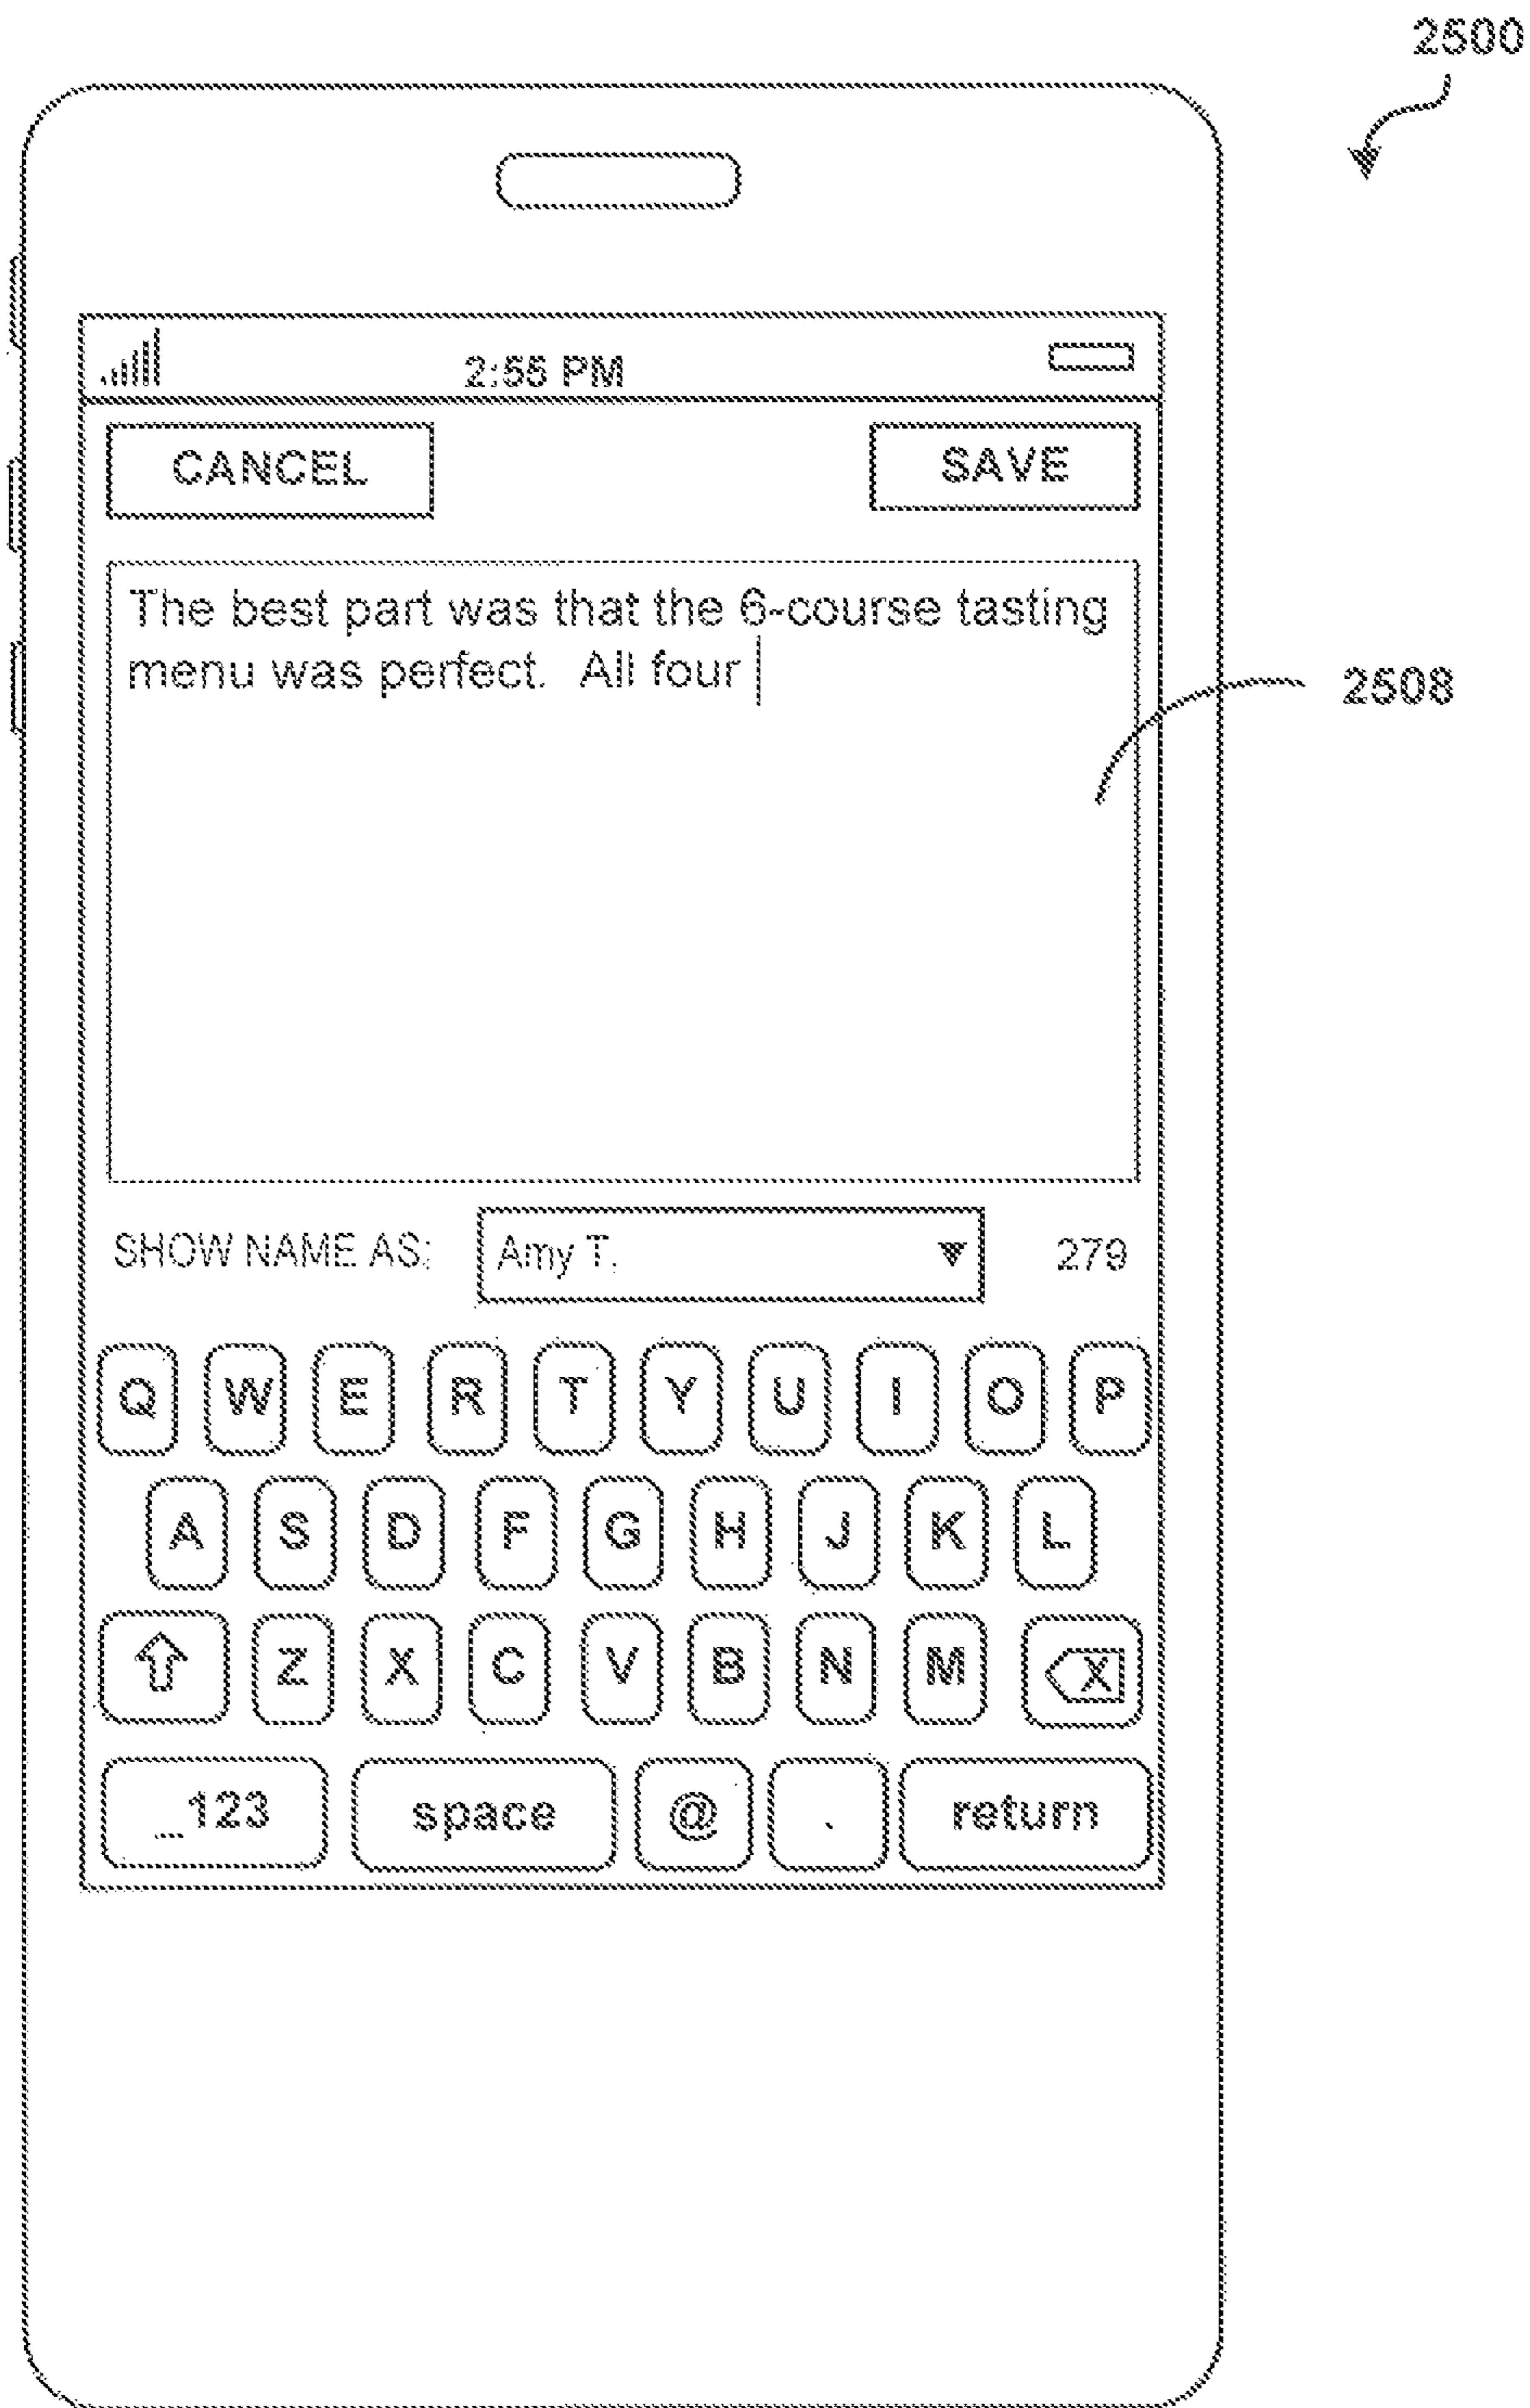 2500
2:55 PM
CANCEL
SAVE
The best part was that the 6-course tasting
menu was perfect.  All four
2508
SHOW NAME AS:
Amy T.
279
Q W E R T Y U I O P
A S D F G H J K L
Z X C V B N M X
_123 space @ . return